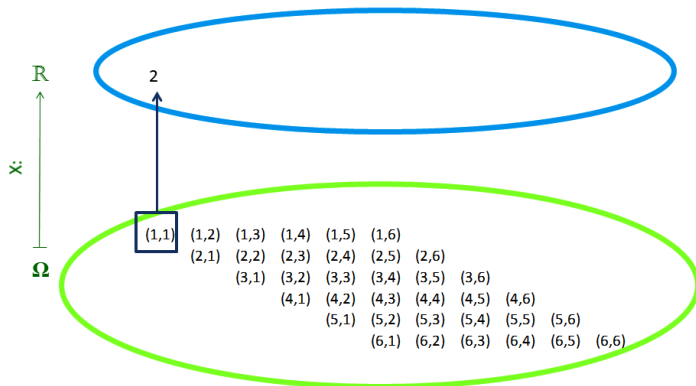 ℝ
2
X:
(1,1) (1,2) (1,3) (1,4) (1,5) (1,6)
(2,1) (2,2) (2,3) (2,4) (2,5) (2,6)
Ω
(3,1) (3,2) (3,3) (3,4) (3,5) (3,6)
(4,1) (4,2) (4,3) (4,4) (4,5) (4,6)
(5,1) (5,2) (5,3) (5,4) (5,5) (5,6)
(6,1) (6,2) (6,3) (6,4) (6,5) (6,6)